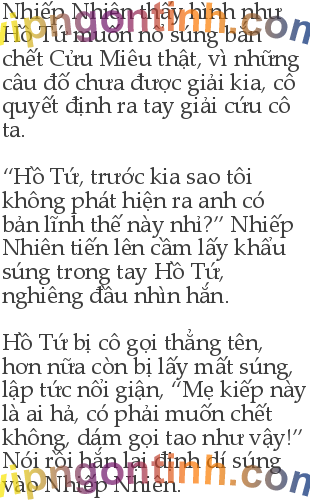 Nhiếp Nhiên thấy hình như
Hồ Tứ muốn nổ súng bắn
chết Cửu Miêu thật, vì những
câu đố chưa được giải kia, cô
quyết định ra tay giải cứu cô
ta.
“Hồ Tứ, trước kia sao tôi
không phát hiện ra anh có
bản lĩnh thế này nhỉ?” Nhiếp
Nhiên tiến lên cầm lấy khẩu
súng trong tay Hồ Tứ,
nghiêng đầu nhìn hắn.
Hồ Tứ bị cô gọi thẳng tên,
hơn nữa còn bị lấy mất súng,
lập tức nổi giận, “Mẹ kiếp này
là ai hả, có phải muốn chết
không, dám gọi tao như vậy!”
Nói rồi hắn lại định dí súng
vào Nhiếp Nhiên.
vipngontinh.com
vipngontinh.com